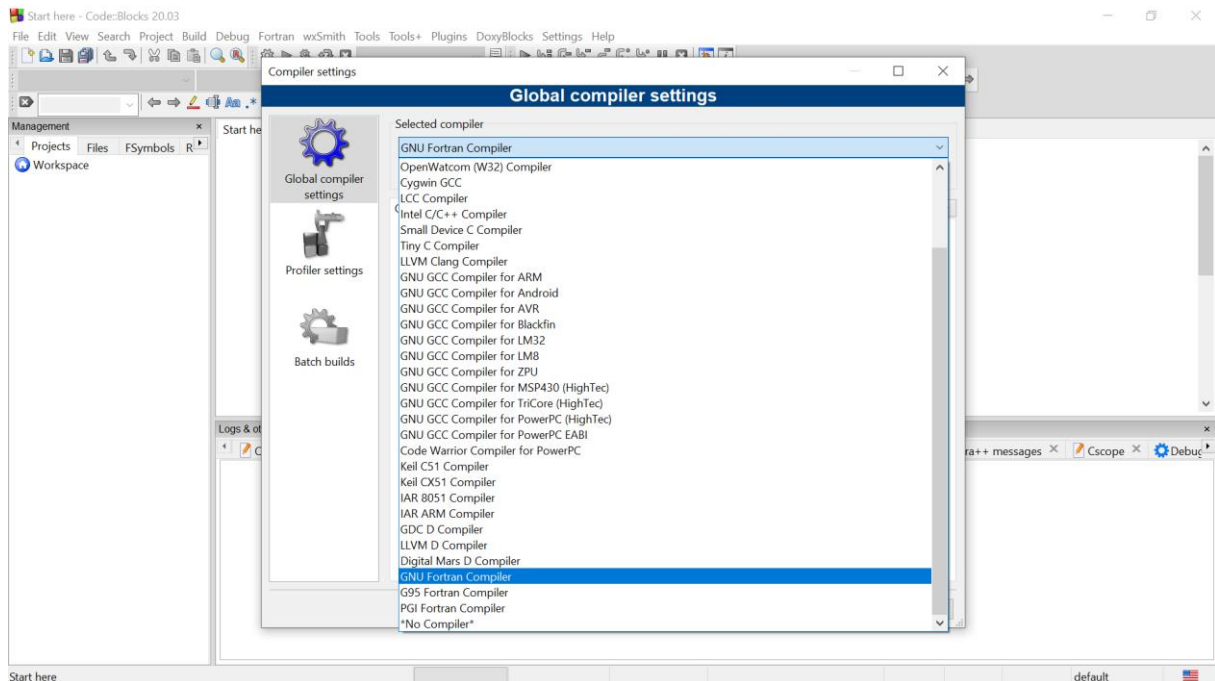 Start here - Code::Blocks 20.03
File Edit View Search Project Build Debug Fortran wxSmith Tools Tools+ Plugins DoxyBlocks Settings Help
Compiler settings
Global compiler settings
Management
Projects Files FSymbols R
Workspace
Start he
Global compiler
settings
Profiler settings
Batch builds
Selected compiler
GNU Fortran Compiler
OpenWatcom (W32) Compiler
Cygwin GCC
LCC Compiler
Intel C/C++ Compiler
Small Device C Compiler
Tiny C Compiler
LLVM Clang Compiler
GNU GCC Compiler for ARM
GNU GCC Compiler for Android
GNU GCC Compiler for AVR
GNU GCC Compiler for Blackfin
GNU GCC Compiler for LM32
GNU GCC Compiler for LM8
GNU GCC Compiler for ZPU
GNU GCC Compiler for MSP430 (HighTec)
GNU GCC Compiler for TriCore (HighTec)
GNU GCC Compiler for PowerPC (HighTec)
GNU GCC Compiler for PowerPC EABI
Code Warrior Compiler for PowerPC
Keil C51 Compiler
Keil CX51 Compiler
IAR 8051 Compiler
IAR ARM Compiler
GDC D Compiler
LLVM D Compiler
Digital Mars D Compiler
GNU Fortran Compiler
G95 Fortran Compiler
PGI Fortran Compiler
*No Compiler*
Logs & ot
C
ra++ messages Cscope Debug
Start here default